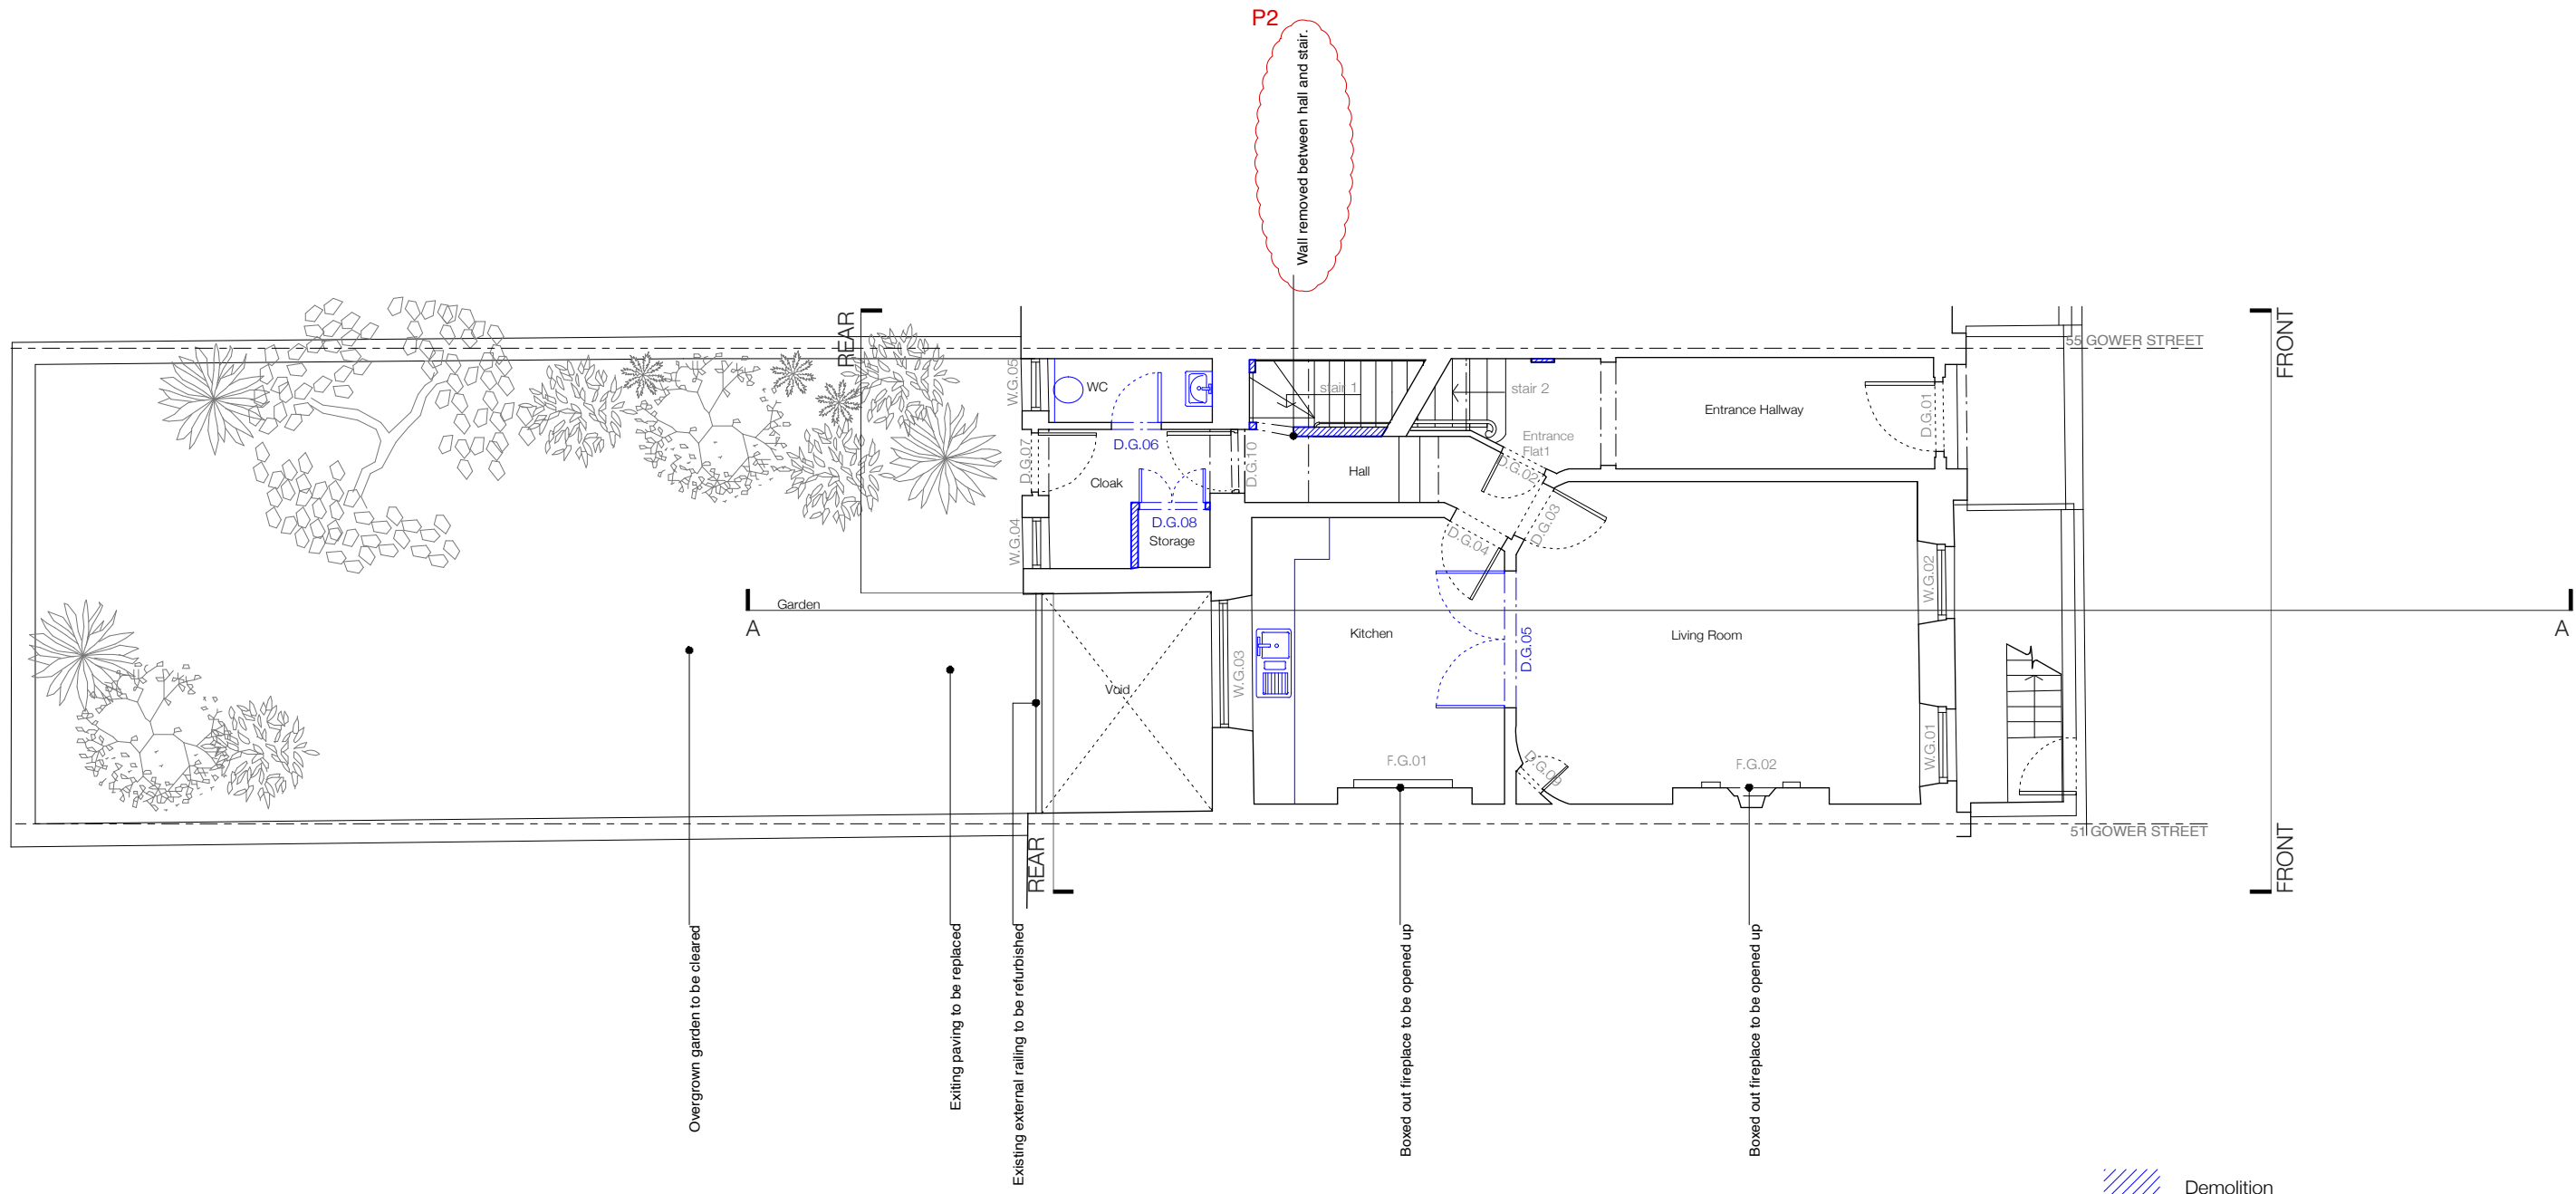 P2
Wall removed between hall and stair.
REAR
FRONT
55 GOWER STREET
W.G.05
WC
stair 1
stair 2
Entrance Hallway
D.G.01
D.G.06
D.G.07
D.G.10
Entrance
Flat1
D.G.02
Hall
Cloak
D.G.08
Storage
D.G.03
D.G.04
W.G.04
W.G.02
Garden
A
A
Kitchen
D.G.05
Living Room
W.G.03
Void
W.G.01
F.G.01
D.G.09
F.G.02
51 GOWER STREET
REAR
FRONT
Overgrown garden to be cleared
Exiting paving to be replaced
Existing external railing to be refurbished
Boxed out fireplace to be opened up
Boxed out fireplace to be opened up
Demolition